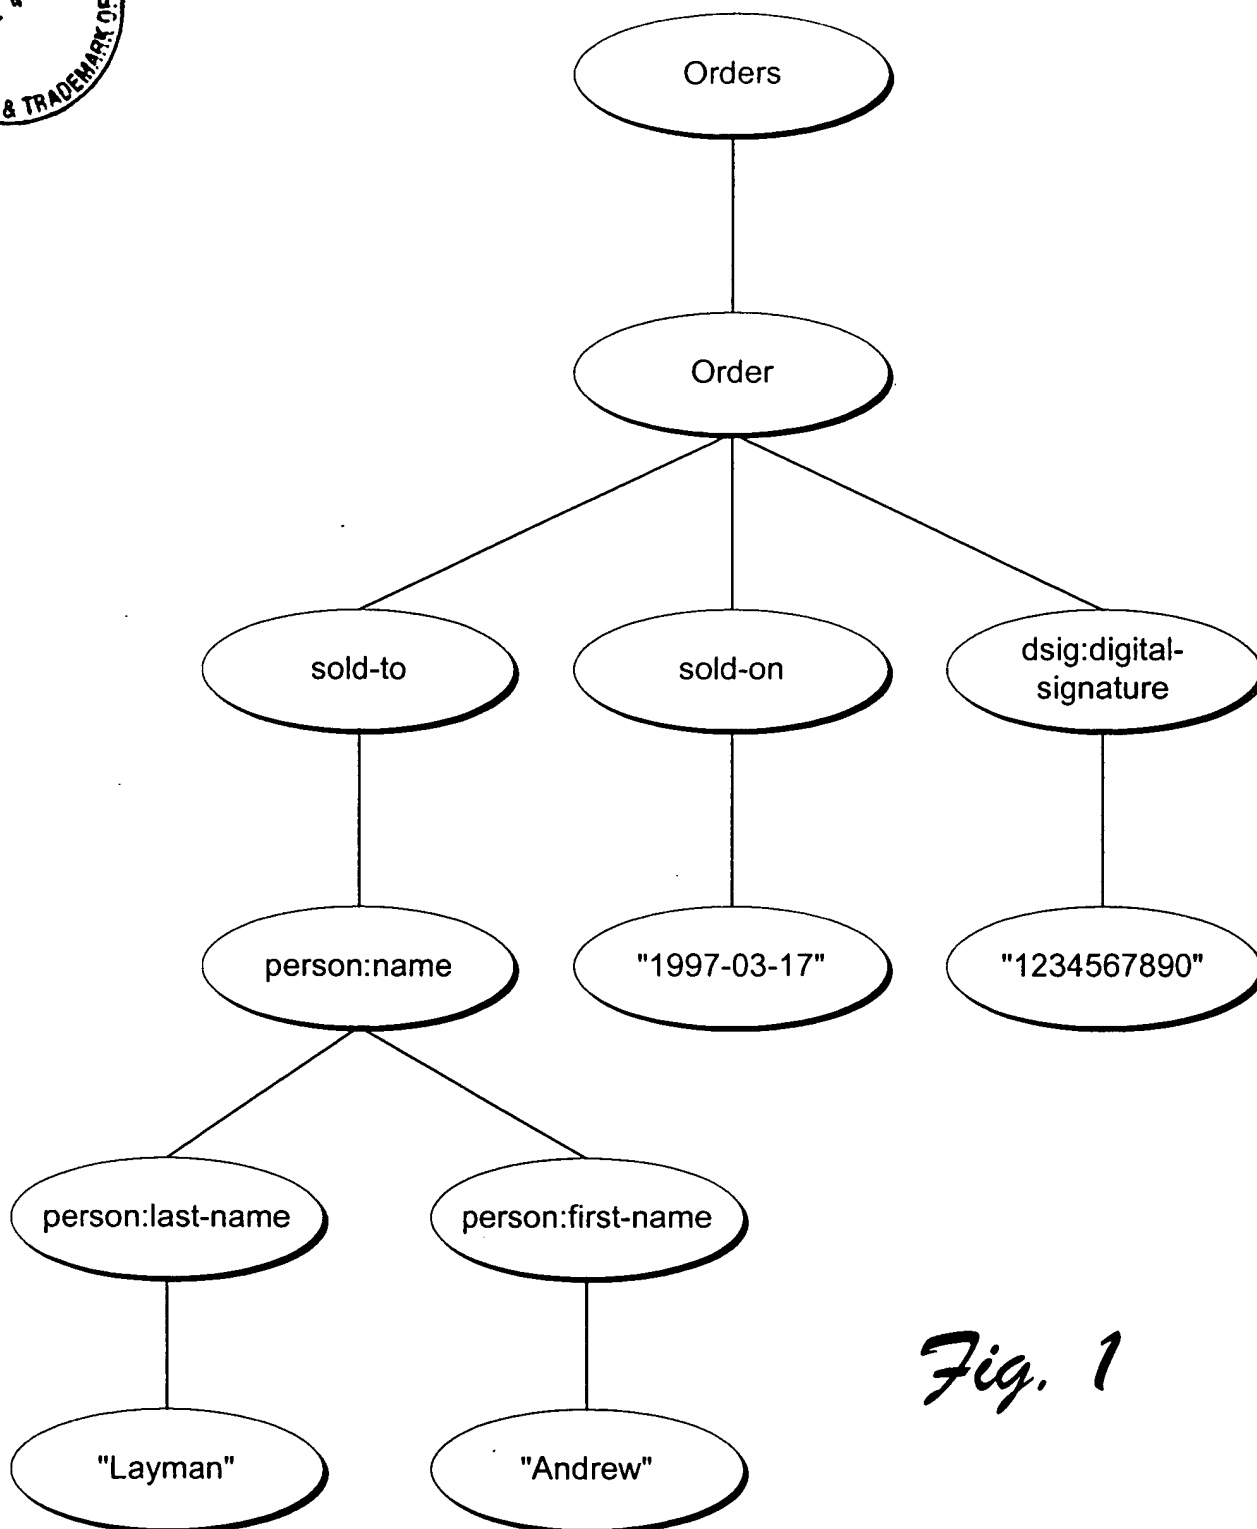 & TRADEMARK OF
Orders
Order
sold-to
sold-on
dsig:digital-
signature
person:name
"1997-03-17"
"1234567890"
person:last-name
person:first-name
"Layman"
"Andrew"
Fig. 1